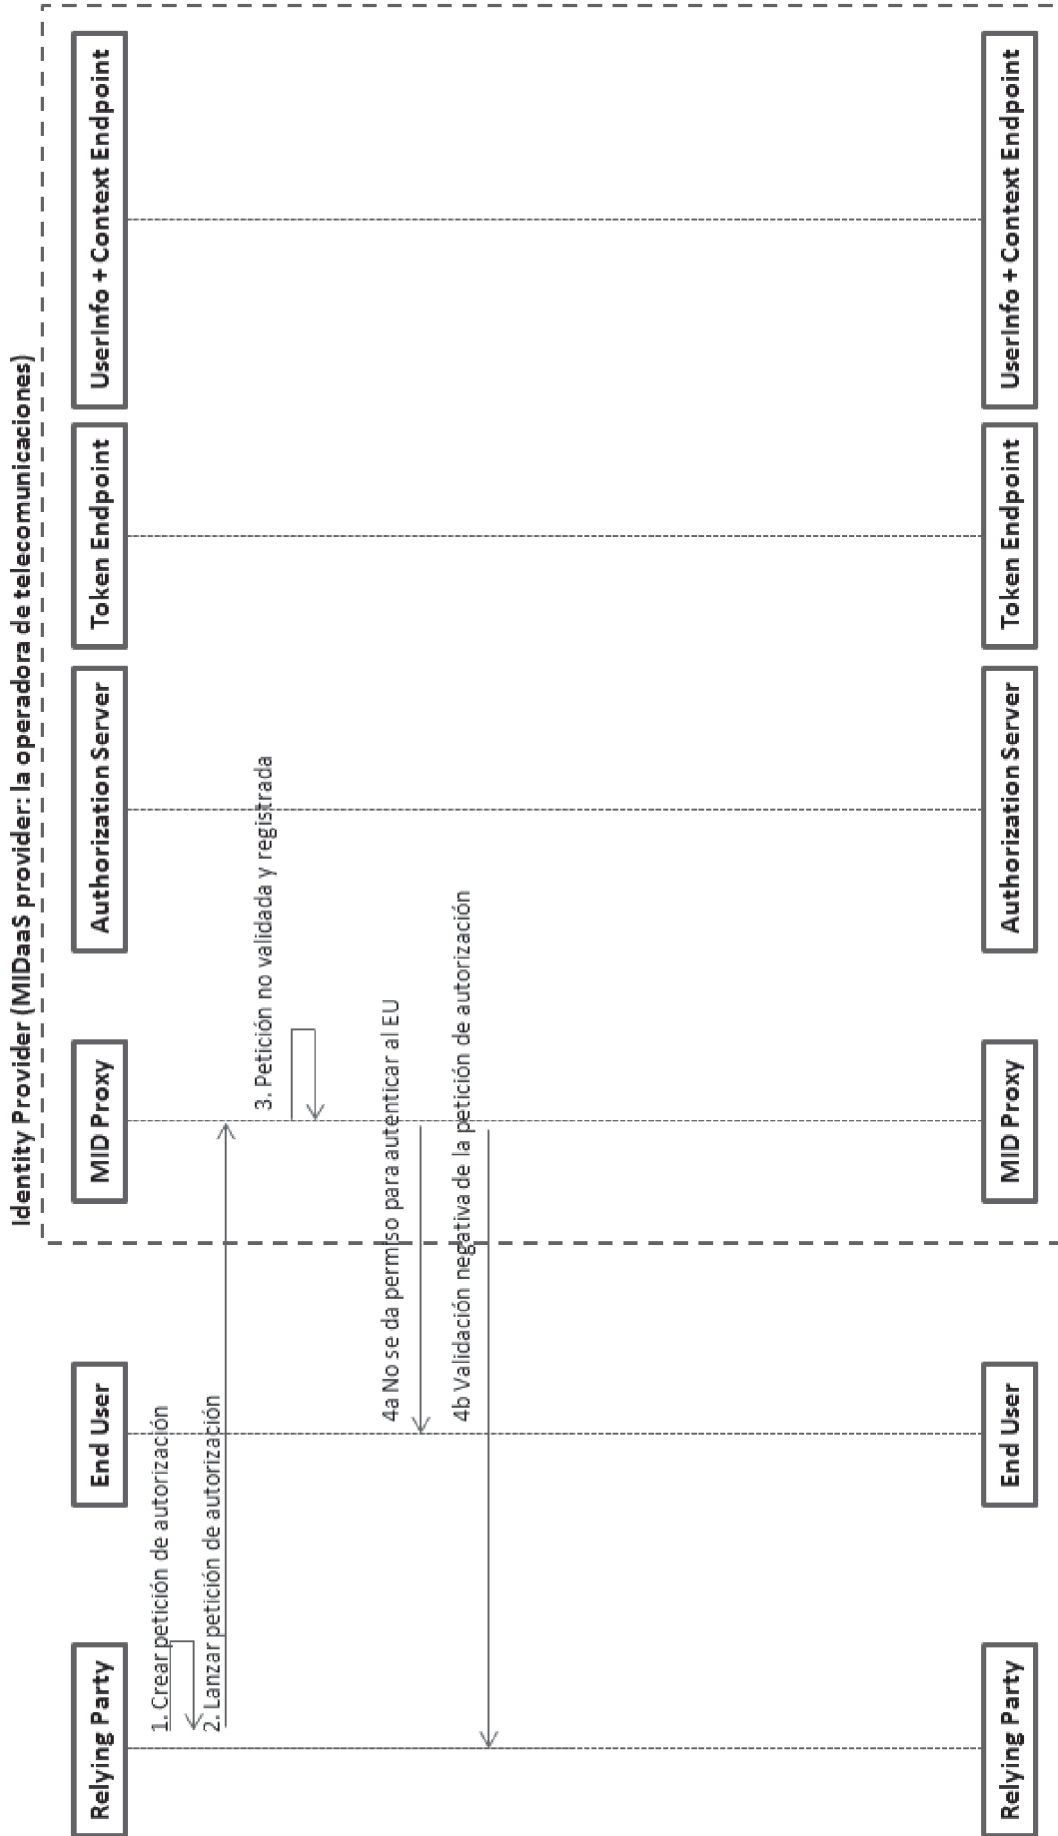 Identity Provider (MIDaaS provider: la operadora de telecomunicaciones)
Relying Party
End User
MID Proxy
Authorization Server
Token Endpoint
UserInfo + Context Endpoint
1. Crear petición de autorización
2. Lanzar petición de autorización
3. Petición no validada y registrada
4a No se da permiso para autenticar al EU
4b Validación negativa de la petición de autorización
Relying Party
End User
MID Proxy
Authorization Server
Token Endpoint
UserInfo + Context Endpoint